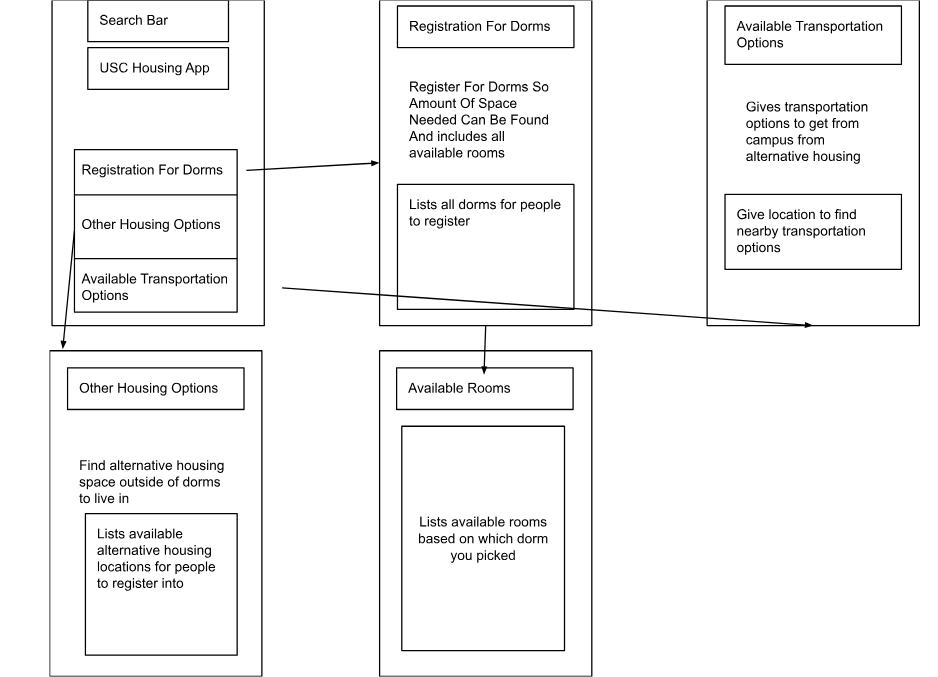 Search Bar
USC Housing App
Registration For Dorms
Other Housing Options
Available Transportation
Options
Registration For Dorms
Register For Dorms So
Amount Of Space
Needed Can Be Found
And includes all
available rooms
Lists all dorms for people
to register
Available Transportation
Options
Gives transportation
options to get from
campus from
alternative housing
Give location to find
nearby transportation
options
Other Housing Options
Find alternative housing
space outside of dorms
to live in
Lists available
alternative housing
locations for people
to register into
Available Rooms
Lists available rooms
based on which dorm
you picked